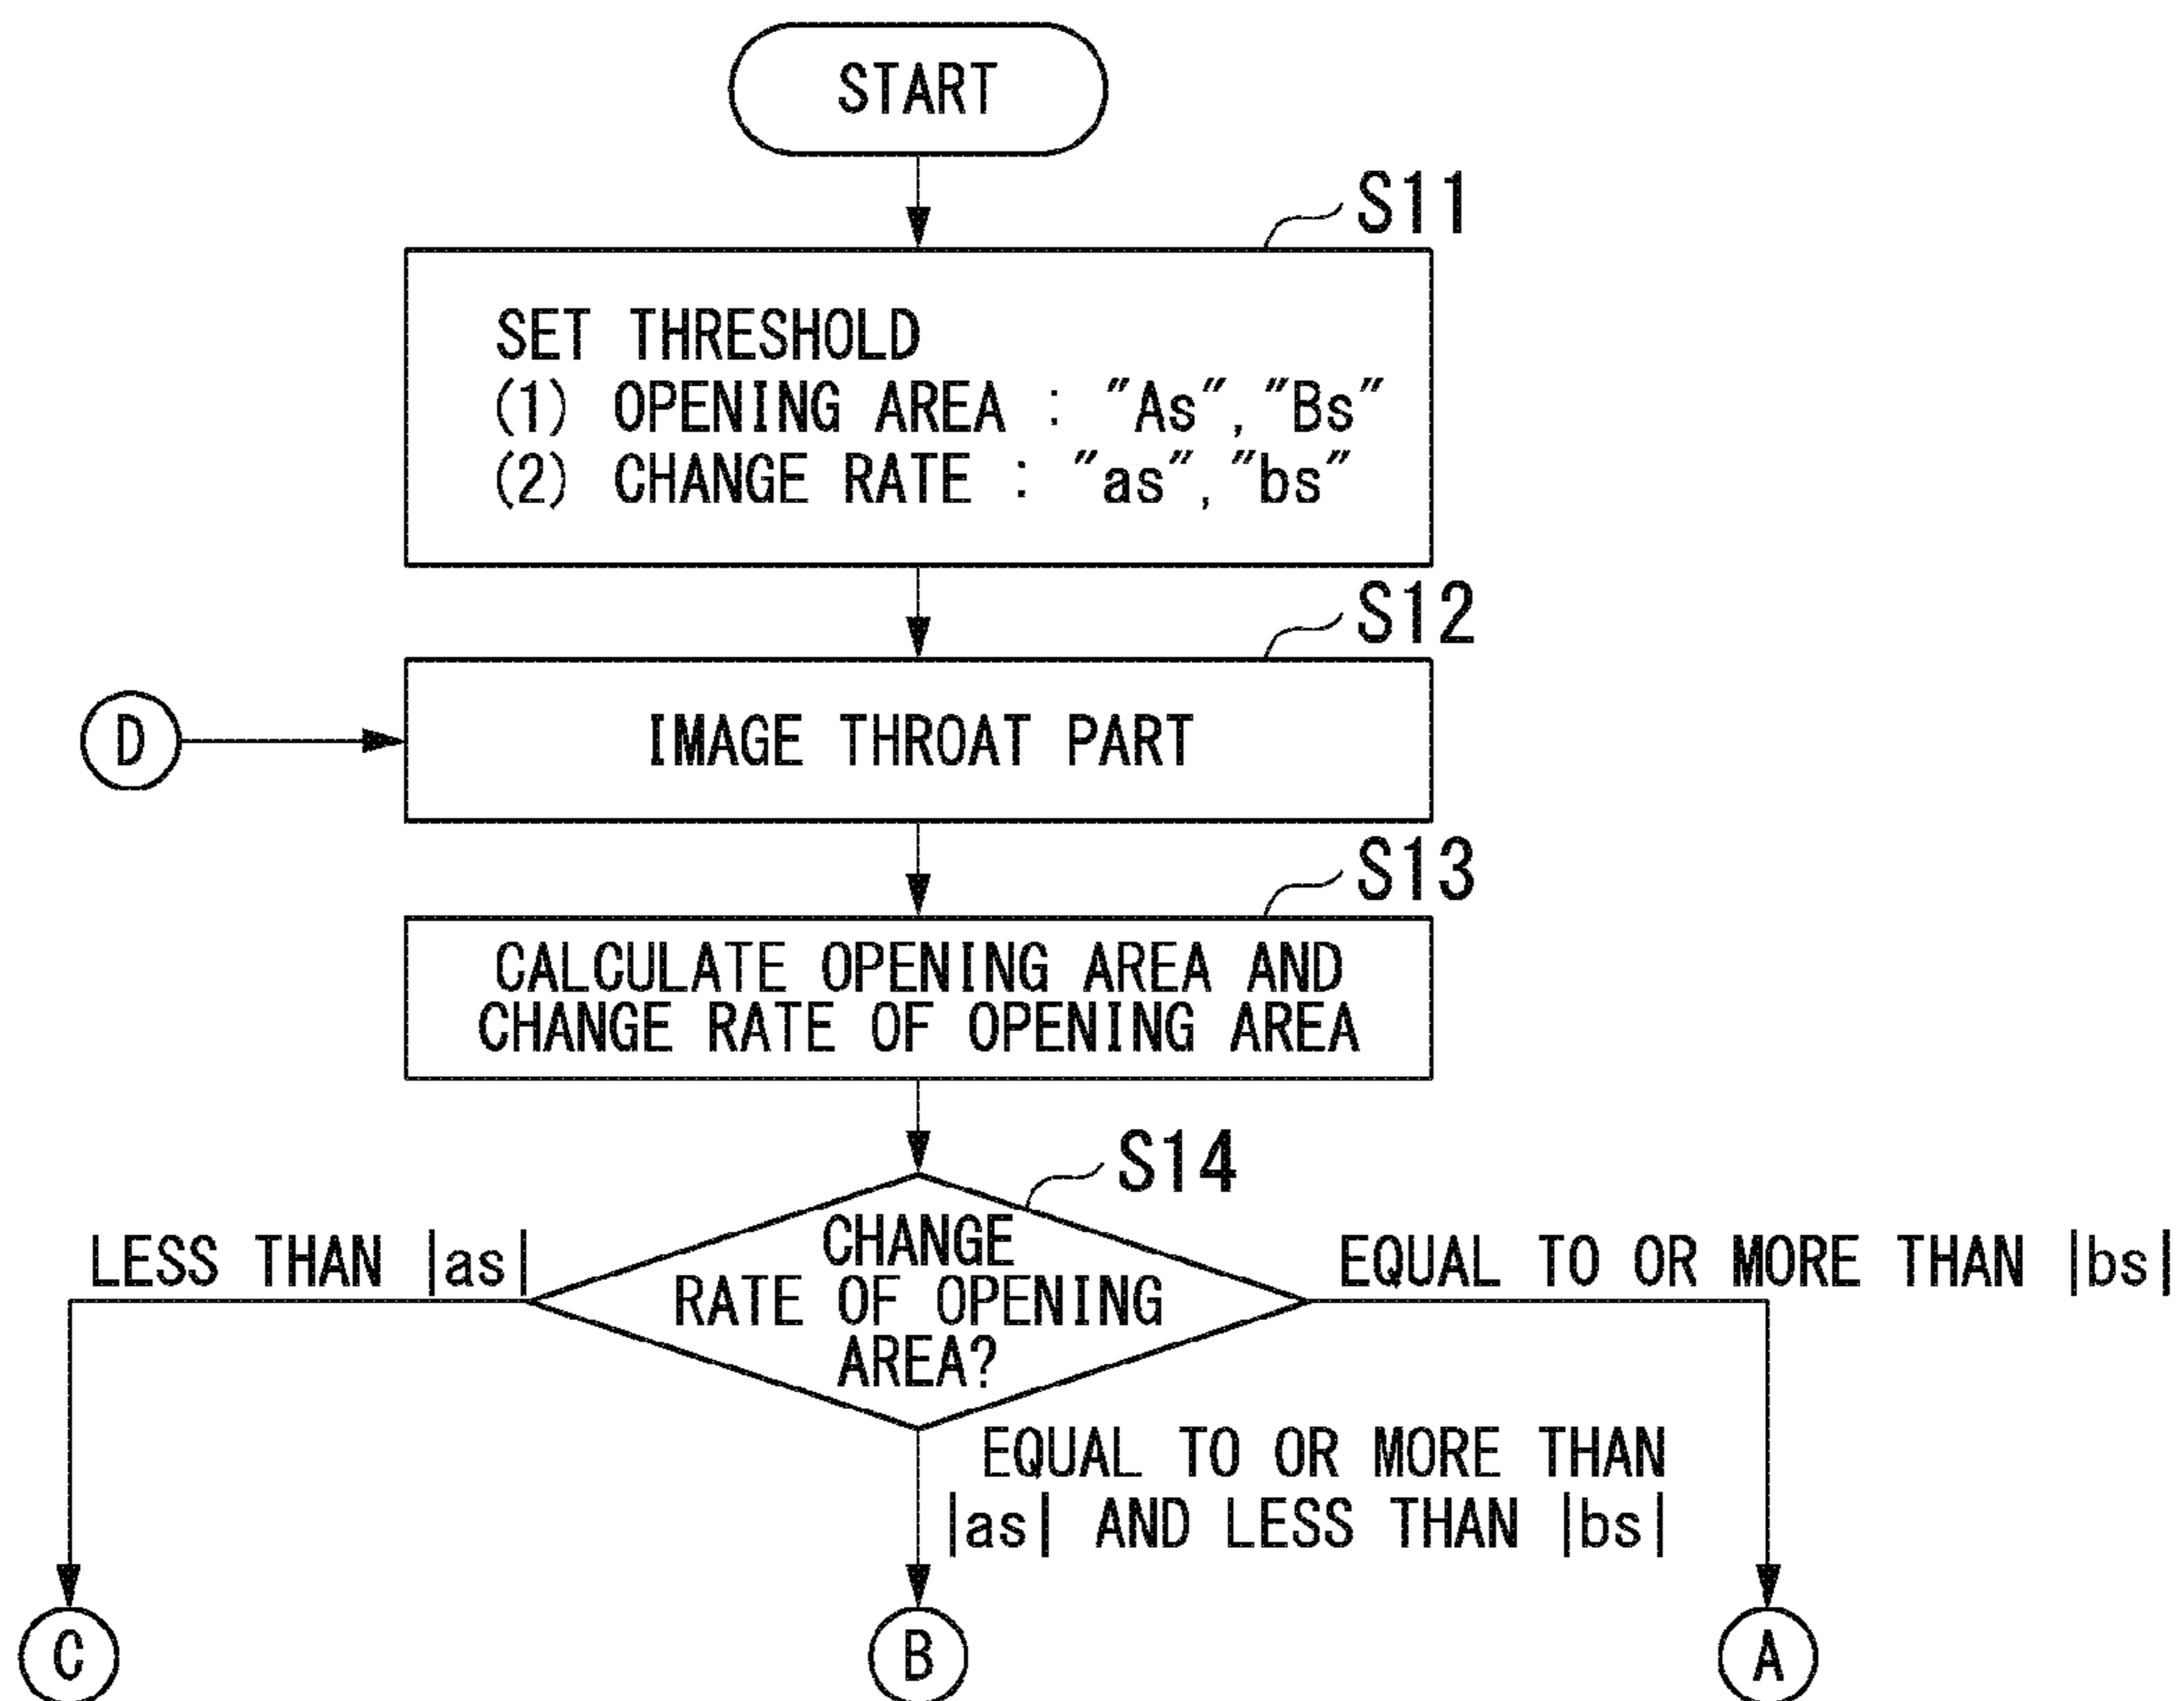 START
S11
SET THRESHOLD
(1) OPENING AREA : "As", "Bs"
(2) CHANGE RATE : "as", "bs"
S12
D
IMAGE THROAT PART
S13
CALCULATE OPENING AREA AND
CHANGE RATE OF OPENING AREA
S14
CHANGE
RATE OF OPENING
AREA?
LESS THAN |as|
EQUAL TO OR MORE THAN |bs|
EQUAL TO OR MORE THAN
|as| AND LESS THAN |bs|
C
B
A